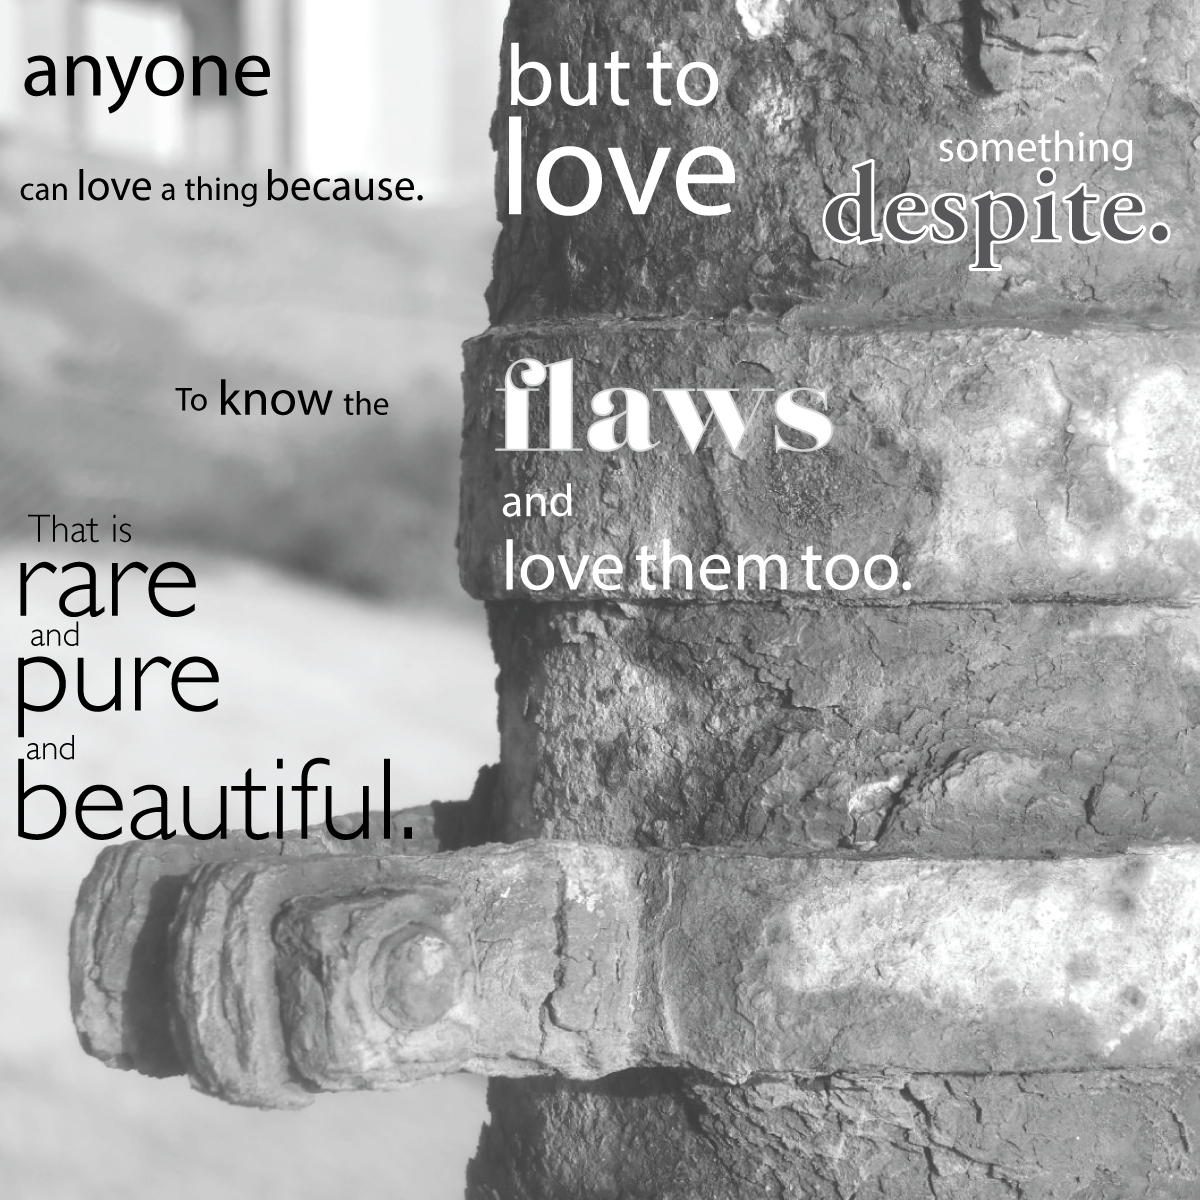 anyone
can love a thing because.
but to
love
something
despite.
To know the
flaws
and
love them too.
That is
rare
and
pure
and
beautiful.